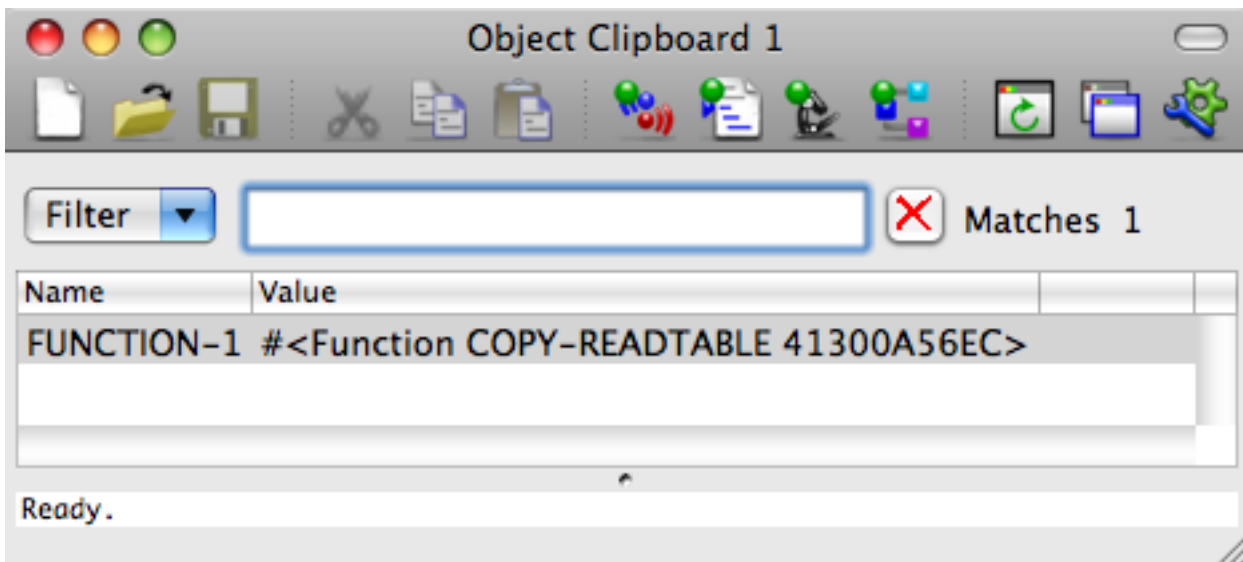 Object Clipboard 1
Filter Matches 1
Name Value
FUNCTION-1 #<Function COPY-READTABLE 41300A56EC>
Ready.